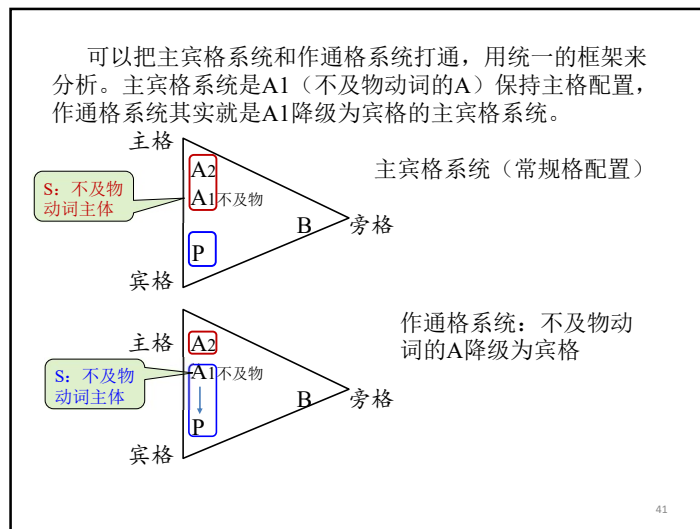 可以把主宾格系统和作通格系统打通，用统一的框架来
分析。主宾格系统是A1（不及物动词的A）保持主格配置，
作通格系统其实就是A1降级为宾格的主宾格系统。
主格
A2
主宾格系统（常规格配置）
S：不及物
动词主体
A1不及物
B
旁格
P
宾格
作通格系统：不及物动
词的A降级为宾格
主格
A2
S：不及物
动词主体
A1不及物
B
旁格
P
宾格
41